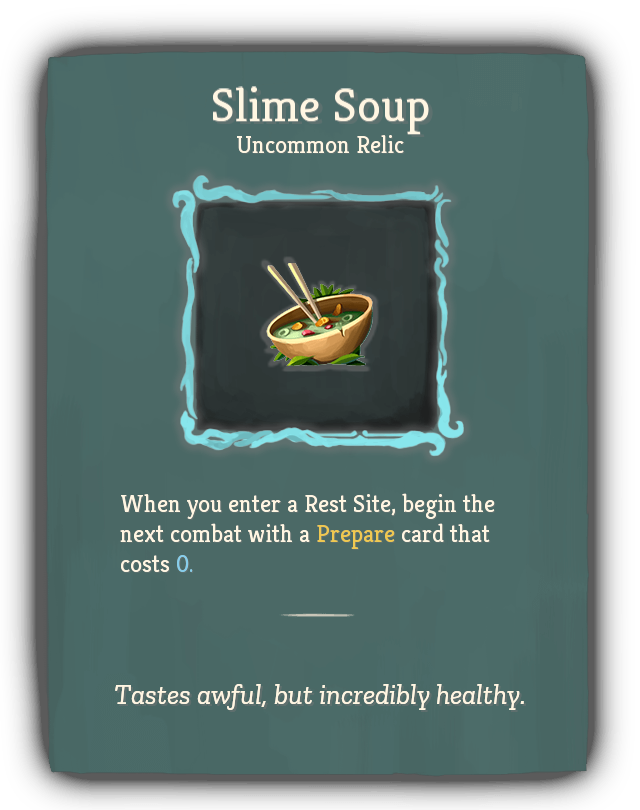 Slime Soup
Uncommon Relic
When you enter a Rest Site, begin the
next combat with a Prepare card that
costs 0.
Tastes awful, but incredibly healthy.